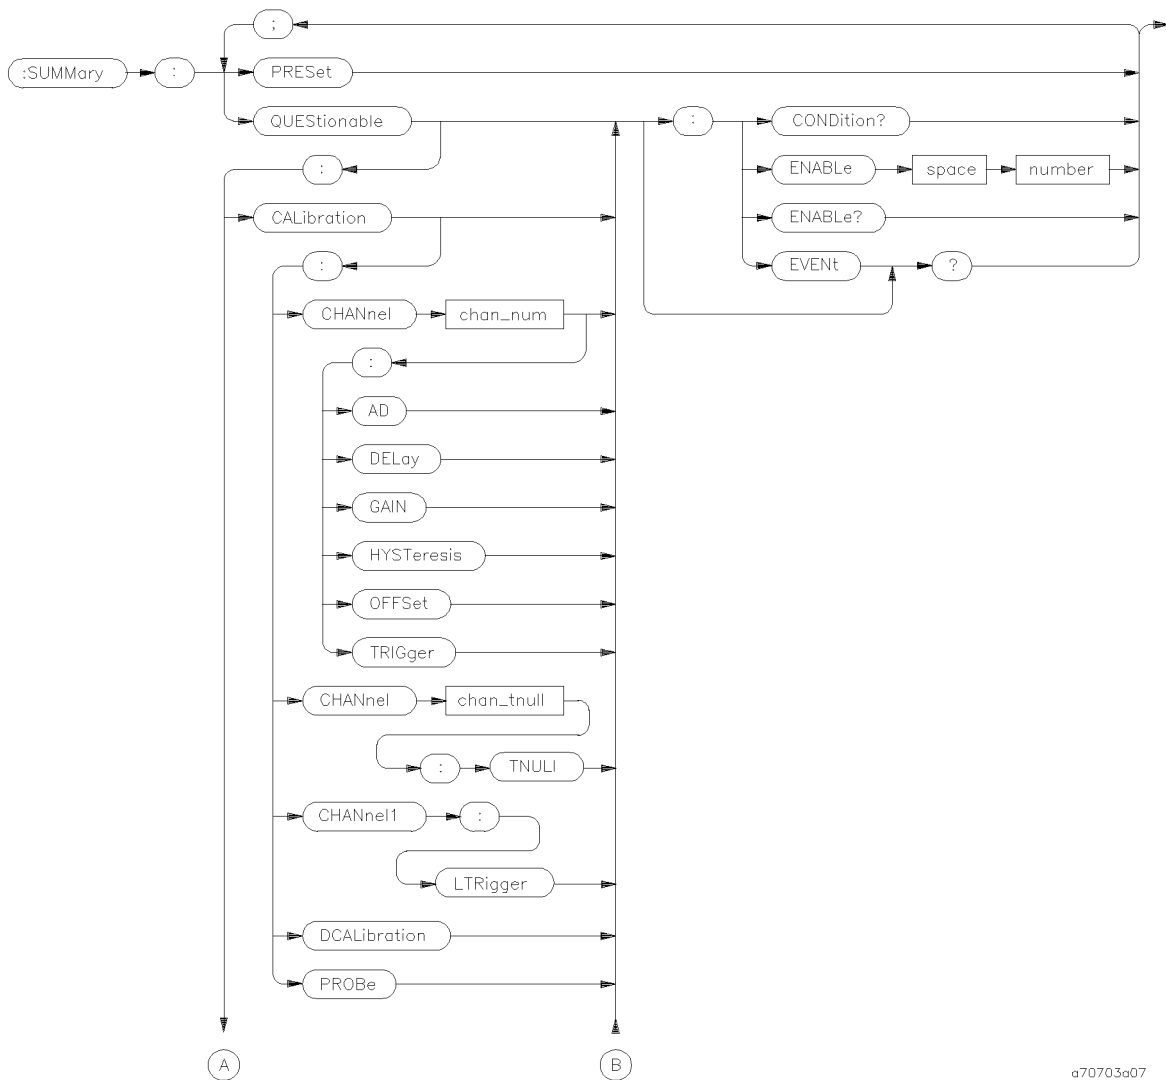 ;
:SUMMary : PRESet
QUEStionable : CONDition?
: ENABLe space number
CALibration ENABLe?
: EVENt ?
CHANnel chan_num
:
AD
DELay
GAIN
HYSTeresis
OFFSet
TRIGger
CHANnel chan_tnull
: TNULl
CHANnel1 :
LTRigger
DCALibration
PROBe
A B
a70703a07